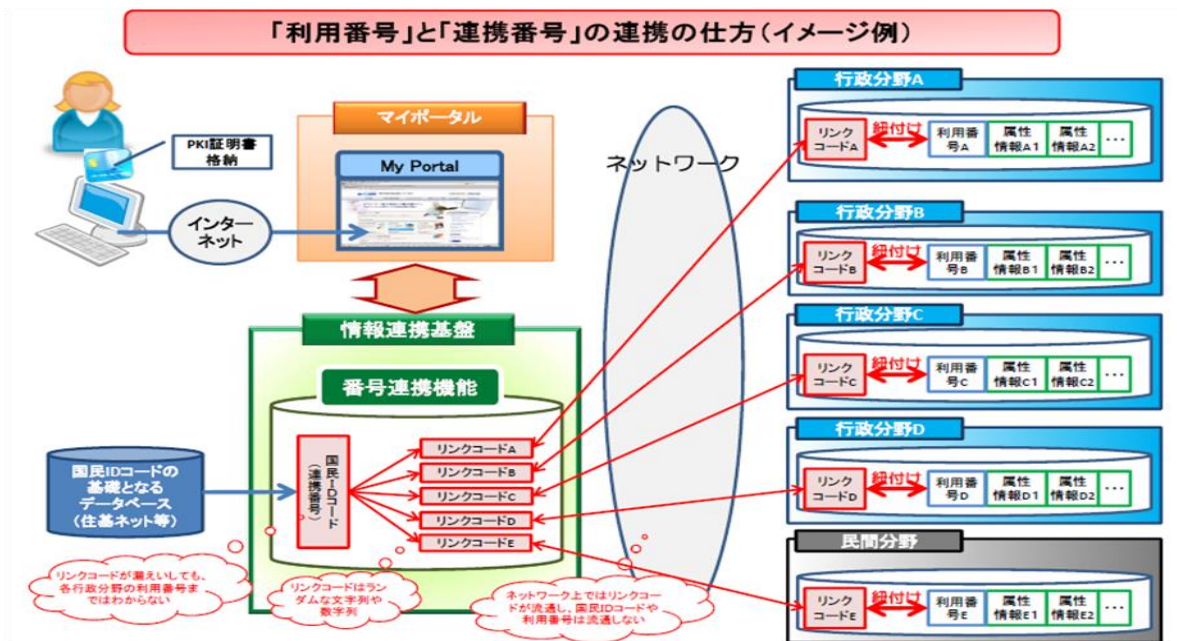 「利用番号」と「連携番号」の連携の仕方(イメージ例)
PKI証明書
格納
インター
ネット
マイポータル
My Portal
ネットワーク
情報連携基盤
番号連携機能
国民IDコードの
基礎となる
データベース
(住基ネット等)
国民IDコード
(連携番号)
リンクコードA
リンクコードB
リンクコードC
リンクコードD
リンクコードE
リンクコードが漏えいしても、
各行政分野の利用番号ま
ではわからない
リンクコードはラン
ダムな文字列や
数字列
ネットワーク上ではリンクコー
ドが流通し、国民IDコードや
利用番号は流通しない
行政分野A
リンク
コードA
紐付け
利用番
号A
属性
情報A1
属性
情報A2
…
行政分野B
リンク
コードB
紐付け
利用番
号B
属性
情報B1
属性
情報B2
…
行政分野C
リンク
コードC
紐付け
利用番
号C
属性
情報C1
属性
情報C2
…
行政分野D
リンク
コードD
紐付け
利用番
号D
属性
情報D1
属性
情報D2
…
民間分野
リンク
コードE
紐付け
利用番
号E
属性
情報E1
属性
情報E2
…